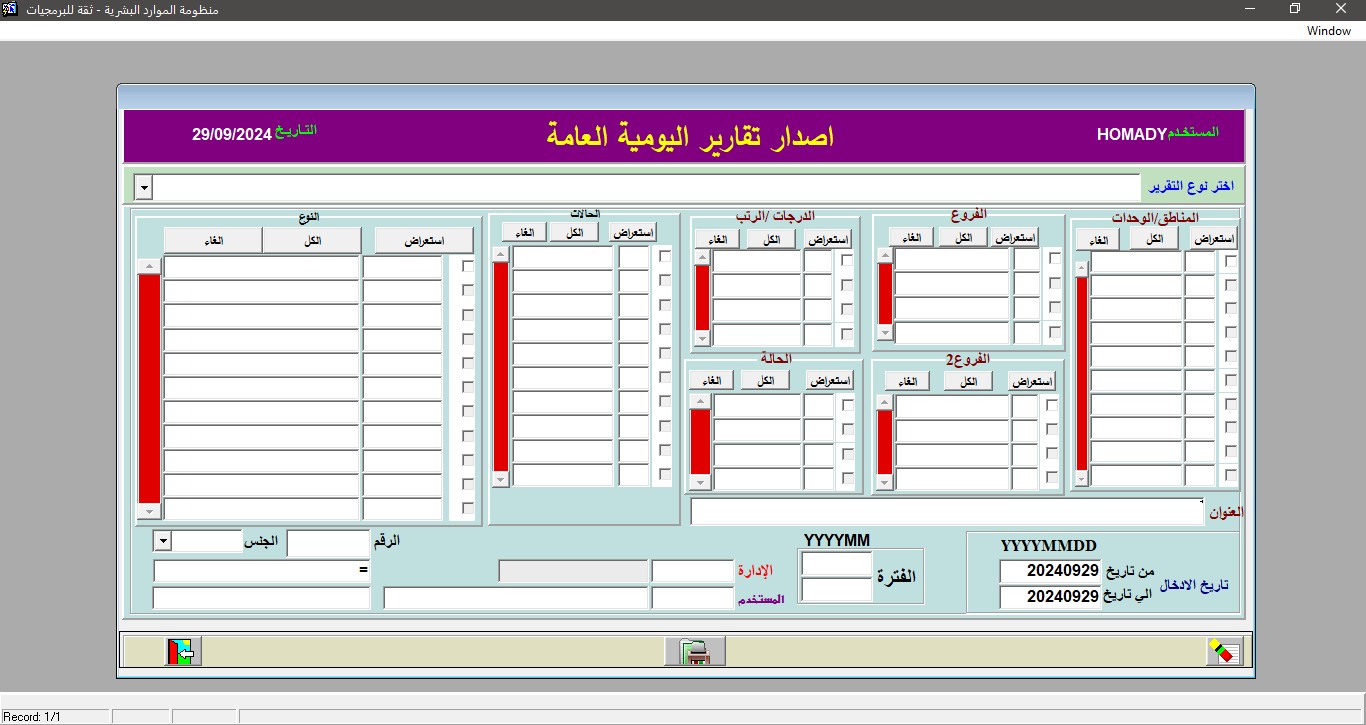 منظومة الموارد البشرية - ثقة للبرمجيات
Window
المستخدم HOMADY
اصدار تقارير اليومية العامة
التاريخ 29/09/2024
اختر نوع التقرير
المناطق/الوحدات
استعراض الكل الغاء
الفروع
استعراض الكل الغاء
الدرجات /الرتب
استعراض الكل الغاء
الحالات
استعراض الكل الغاء
النوع
استعراض الكل الغاء
الفروع2
استعراض الكل الغاء
الحالة
استعراض الكل الغاء
العنوان
تاريخ الادخال
YYYYMMDD
من تاريخ 20240929
الي تاريخ 20240929
YYYYMM
الفترة
الرقم
الجنس
الإدارة
=
المستخدم
Record: 1/1